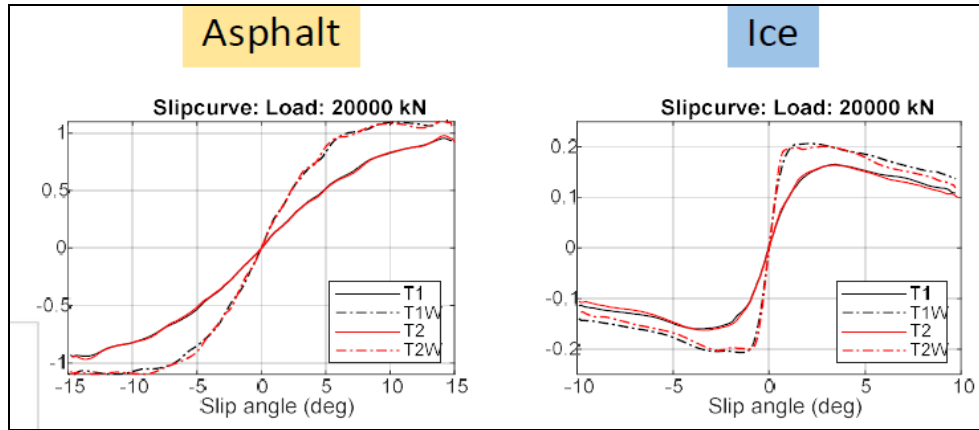 Asphalt
Slipcurve: Load: 20000 kN
1
0.5
0
-0.5
-1
-15
-10
-5
0
5
10
15
Slip angle (deg)
T1
T1W
T2
T2W
Ice
Slipcurve: Load: 20000 kN
0.2
0.1
0
-0.1
-0.2
-10
-5
0
5
10
Slip angle (deg)
T1
T1W
T2
T2W